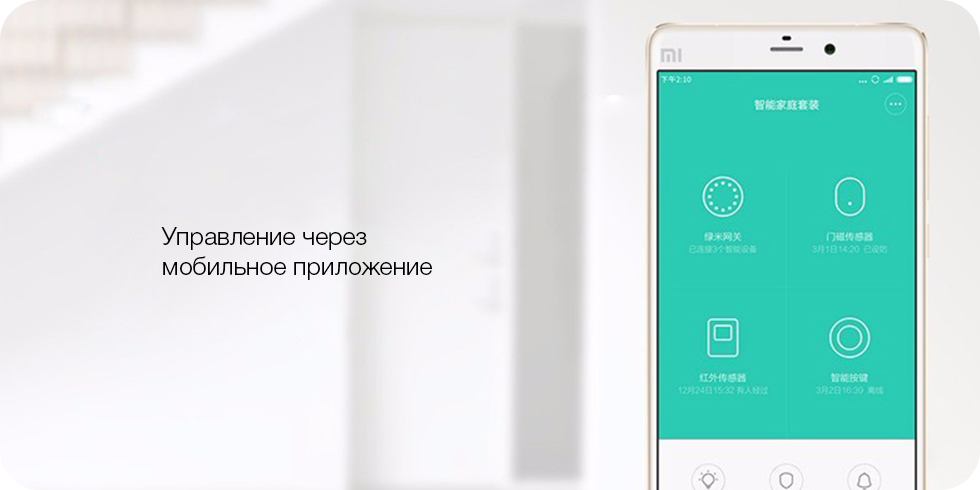 Управление через
мобильное приложение
MI
下午2:10
智能家庭套装
绿米网关
已连接3个智能设备
门磁传感器
3月1日14:20 已设防
红外传感器
12月24日15:32 有人经过
智能按键
3月2日16:39 离线